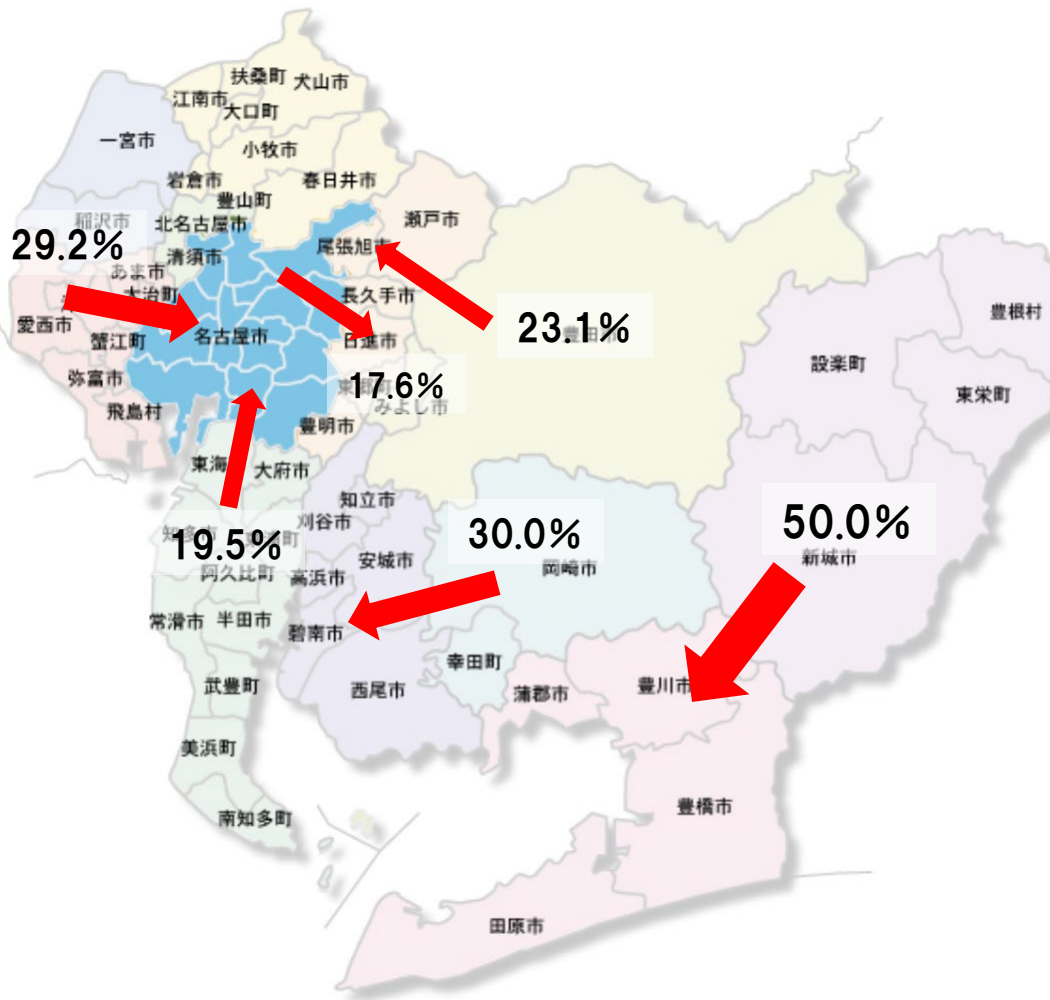 扶桑町
犬山市
江南市
大口町
一宮市
小牧市
岩倉市
春日井市
豊山町
稲沢市
北名古屋市
瀬戸市
29.2%
尾張旭市
清須市
あま市
大治町
長久手市
愛西市
蟹江町
名古屋市
日進市
23.1%
豊根村
設楽町
弥富市
17.6%
東栄町
飛島村
みよし市
豊明市
東海
大府市
知立市
刈谷市
30.0%
50.0%
19.5%
安城市
新城市
阿久比町
高浜市
岡崎市
常滑市
半田市
碧南市
武豊町
西尾市
幸田町
蒲郡市
豊川市
美浜町
豊橋市
南知多町
田原市